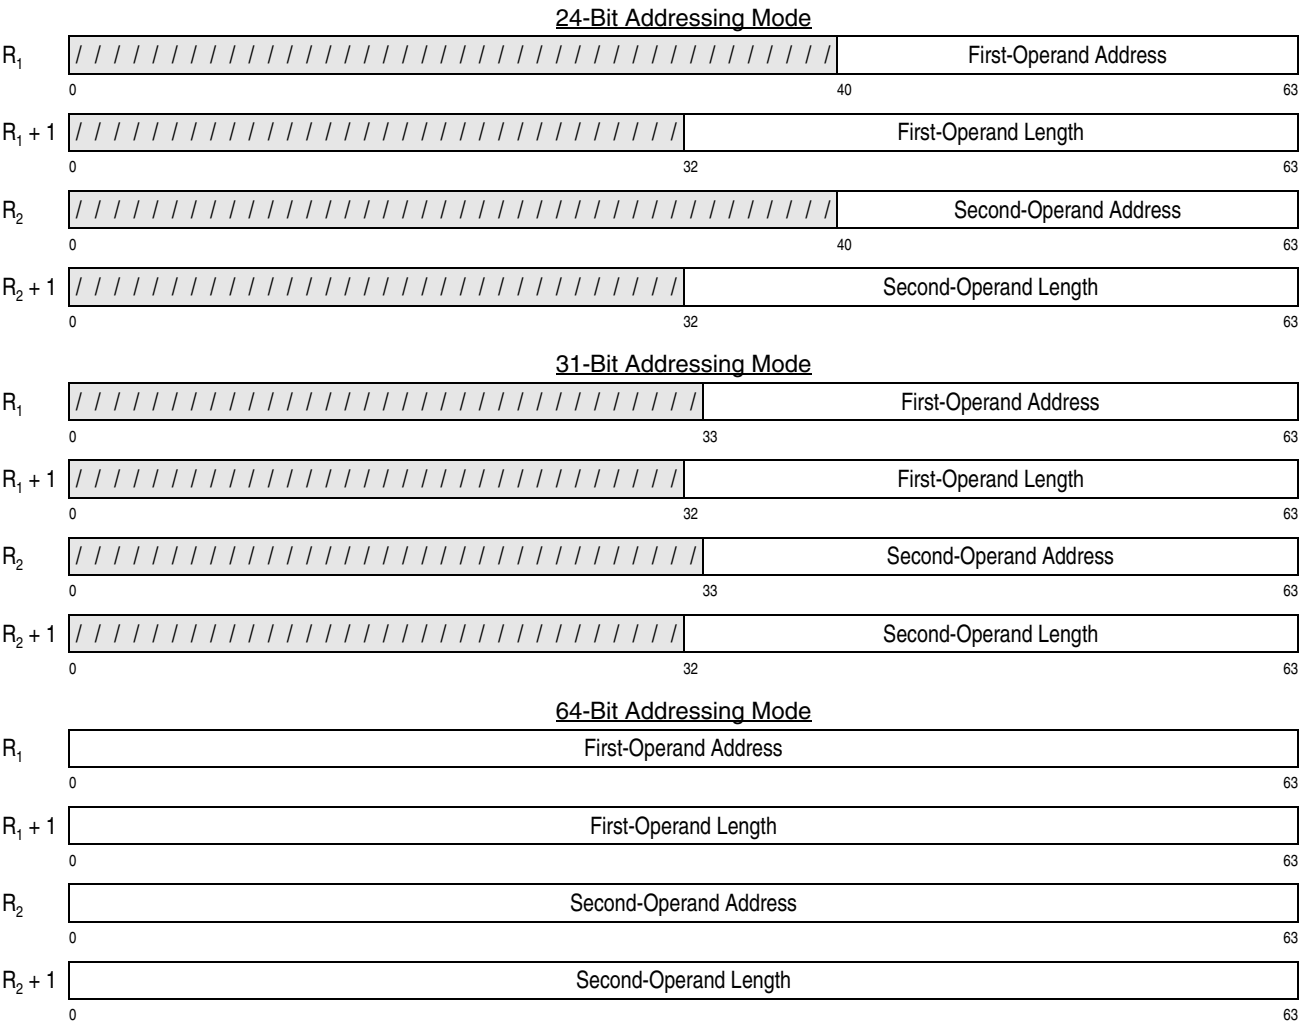 24-Bit Addressing Mode
R1 / / / / / / / / / / / / / / / / / / / / / / / / / / / / / / / / / / / / / / / / First-Operand Address
0 40 63
R1 + 1 / / / / / / / / / / / / / / / / / / / / / / / / / / / / / / / / First-Operand Length
0 32 63
R2 / / / / / / / / / / / / / / / / / / / / / / / / / / / / / / / / / / / / / / / / Second-Operand Address
0 40 63
R2 + 1 / / / / / / / / / / / / / / / / / / / / / / / / / / / / / / / / Second-Operand Length
0 32 63
31-Bit Addressing Mode
R1 / / / / / / / / / / / / / / / / / / / / / / / / / / / / / / / / / First-Operand Address
0 33 63
R1 + 1 / / / / / / / / / / / / / / / / / / / / / / / / / / / / / / / / First-Operand Length
0 32 63
R2 / / / / / / / / / / / / / / / / / / / / / / / / / / / / / / / / / Second-Operand Address
0 33 63
R2 + 1 / / / / / / / / / / / / / / / / / / / / / / / / / / / / / / / / Second-Operand Length
0 32 63
64-Bit Addressing Mode
R1 First-Operand Address
0 63
R1 + 1 First-Operand Length
0 63
R2 Second-Operand Address
0 63
R2 + 1 Second-Operand Length
0 63